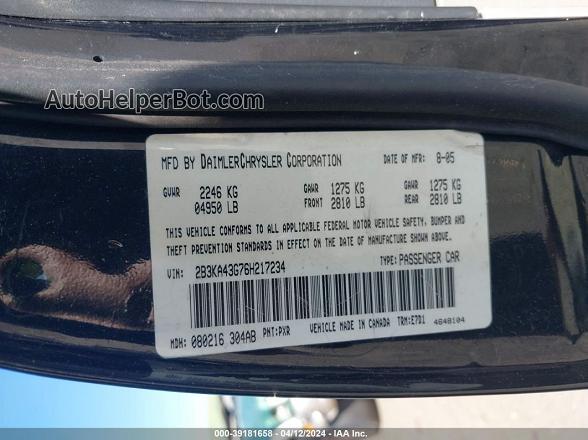 AutoHelperBot.com
MFD BY DAIMLERCHRYSLER CORPORATION DATE OF MFR 8-05
GVWR 2246 KG GAWR 1275 KG GAWR 1275 KG
04950 LB FRONT 2810 LB REAR 2810 LB
THIS VEHICLE CONFORMS TO ALL APPLICABLE FEDERAL MOTOR VEHICLE SAFETY, BUMPER AND
THEFT PREVENTION STANDARDS IN EFFECT ON THE DATE OF MANUFACTURE SHOWN ABOVE.
VIN: 2B3KA43G76H217234 TYPE: PASSENGER CAR
MDH: 080216 304AB PNT: PXR VEHICLE MADE IN CANADA TRM: E7D1 4648104
000-39181658 - 04/12/2024 - IAA Inc.